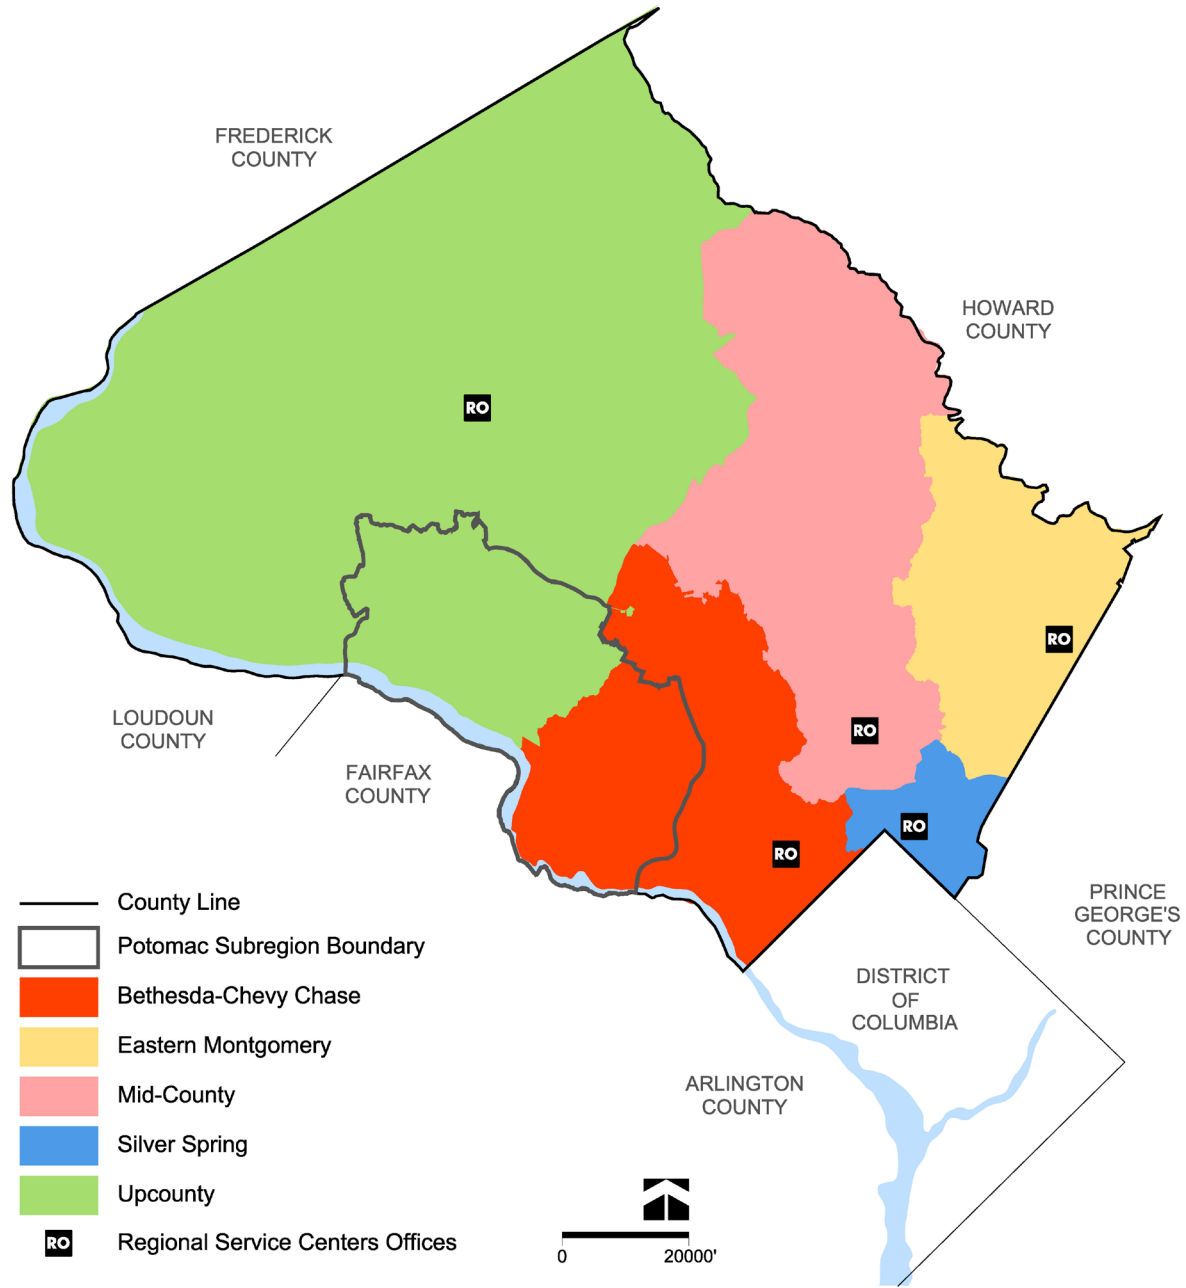 FREDERICK
COUNTY
HOWARD
COUNTY
RO
RO
LOUDOUN
COUNTY
RO
FAIRFAX
COUNTY
RO
RO
PRINCE
GEORGE'S
COUNTY
DISTRICT
OF
COLUMBIA
ARLINGTON
COUNTY
County Line
Potomac Subregion Boundary
Bethesda-Chevy Chase
Eastern Montgomery
Mid-County
Silver Spring
Upcounty
RO Regional Service Centers Offices
0 20000'